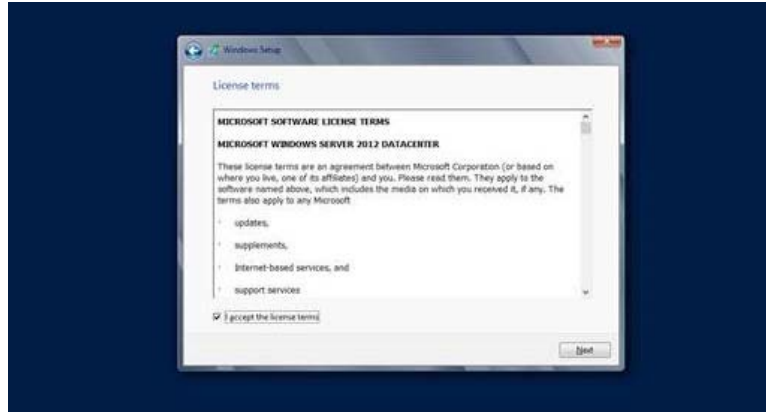 Windows Setup
License terms
MICROSOFT SOFTWARE LICENSE TERMS
MICROSOFT WINDOWS SERVER 2012 DATACENTER
These license terms are an agreement between Microsoft Corporation (or based on
where you live, one of its affiliates) and you. Please read them. They apply to the
software named above, which includes the media on which you received it, if any. The
terms also apply to any Microsoft
· updates,
· supplements,
· Internet-based services, and
· support services
I accept the license terms
Next